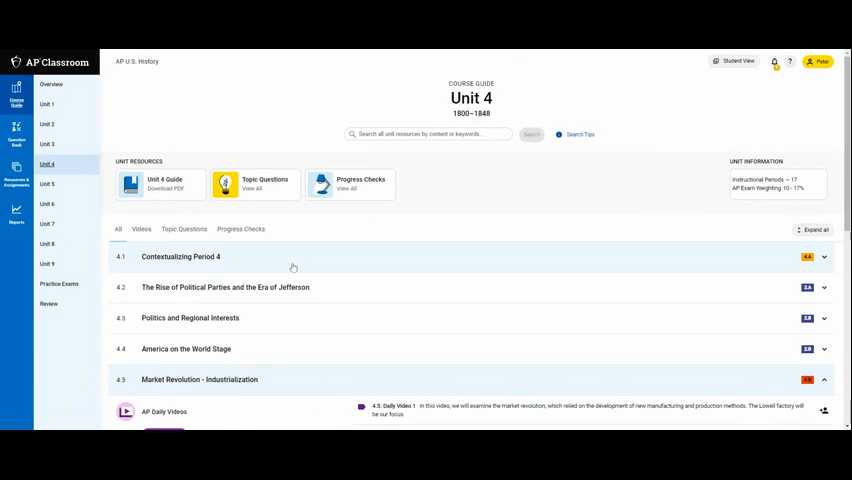 AP Classroom
AP U.S. History
Student View
?
Peter
Course Guide
Question Bank
Resources & Assignments
Reports
Overview
Unit 1
Unit 2
Unit 3
Unit 4
Unit 5
Unit 6
Unit 7
Unit 8
Unit 9
Practice Exams
Review
COURSE GUIDE
Unit 4
1800–1848
Search all unit resources by content or keywords...
Search
Search Tips
UNIT RESOURCES
Unit 4 Guide
Download PDF
Topic Questions
View All
Progress Checks
View All
UNIT INFORMATION
Instructional Periods ~ 17
AP Exam Weighting 10 - 17%
All Videos Topic Questions Progress Checks
Expand all
4.1 Contextualizing Period 4 4.A
4.2 The Rise of Political Parties and the Era of Jefferson
4.3 Politics and Regional Interests 2.B
4.4 America on the World Stage
4.5 Market Revolution - Industrialization
AP Daily Videos
4.5: Daily Video 1 In this video, we will examine the market revolution, which relied on the development of new manufacturing and production methods. The Lowell factory will
be our focus